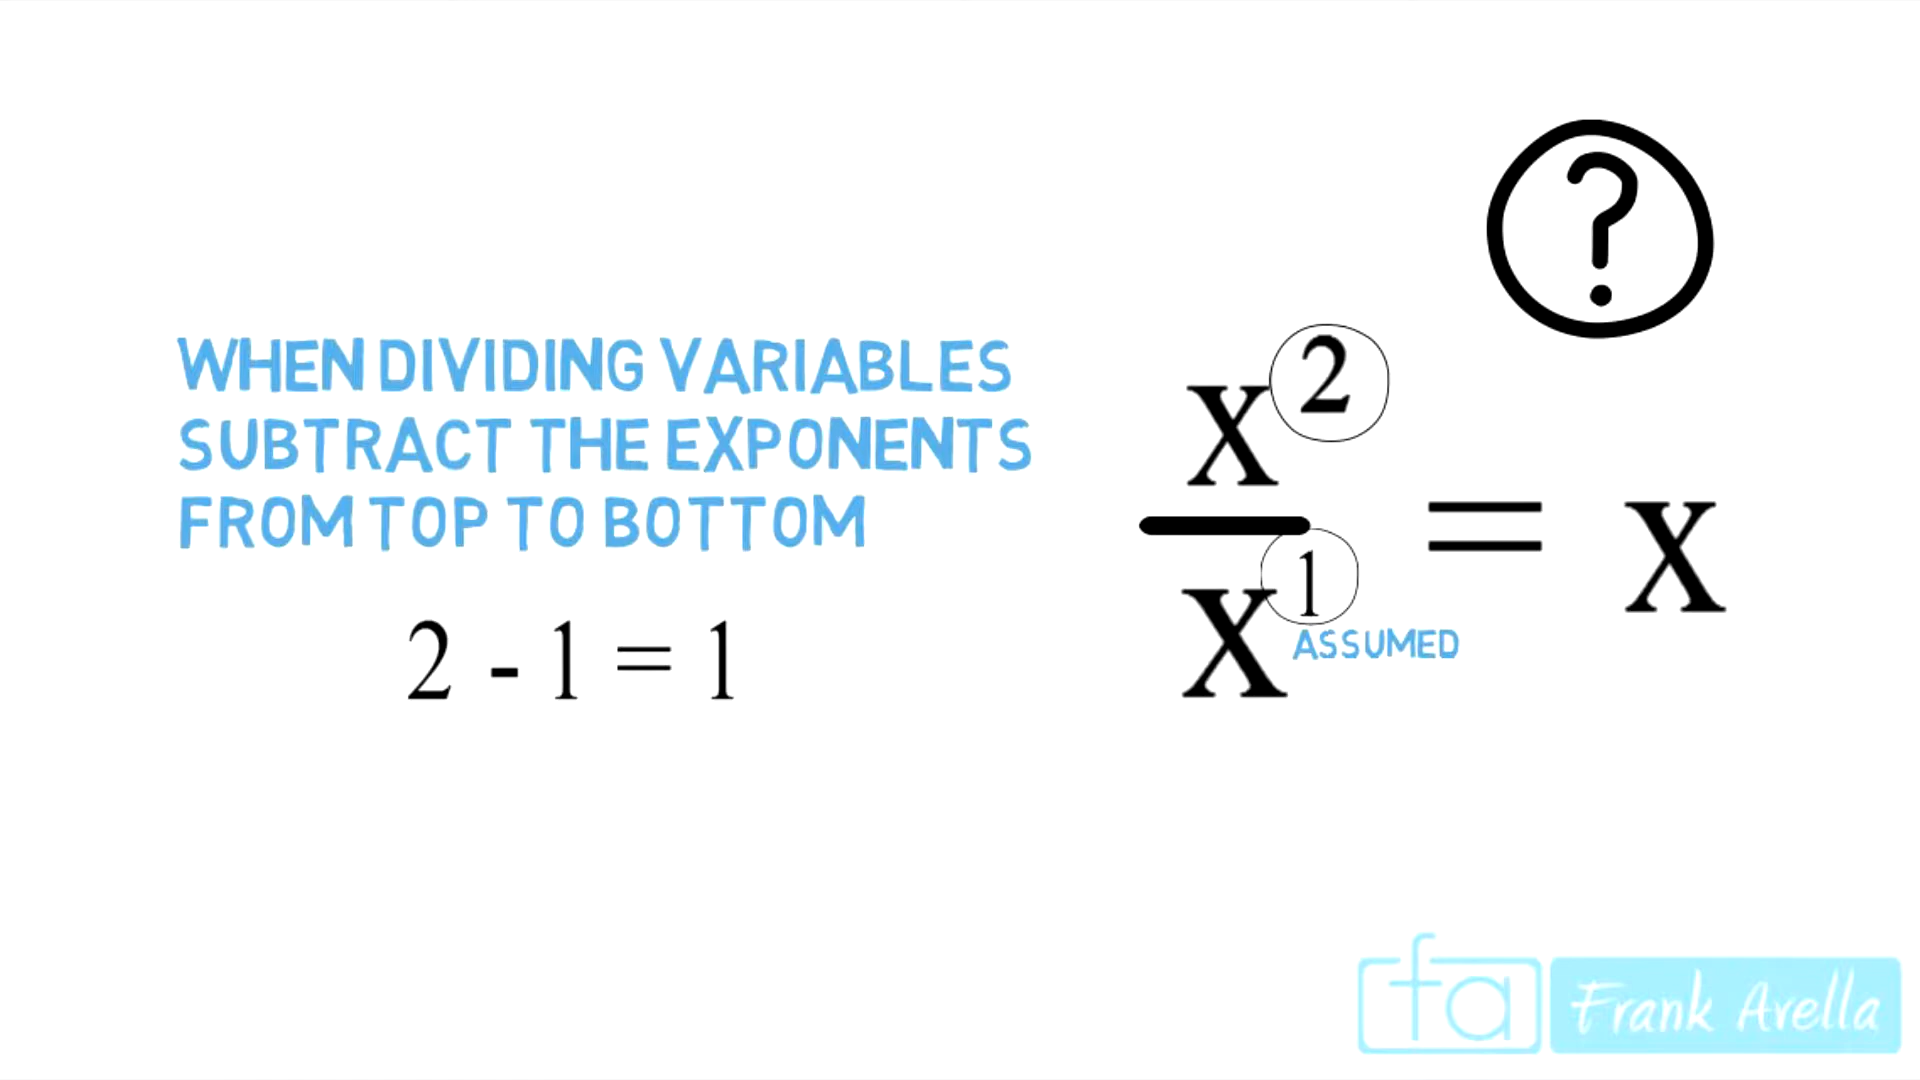 WHEN DIVIDING VARIABLES
SUBTRACT THE EXPONENTS
FROM TOP TO BOTTOM
2 - 1 = 1
?
x²
x¹
ASSUMED
= x
fa Frank Avella